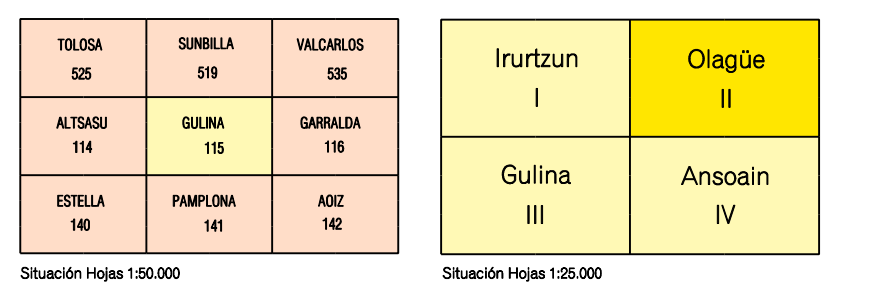 TOLOSA
525
SUNBILLA
519
VALCARLOS
535
ALTSASU
114
GULINA
115
GARRALDA
116
ESTELLA
140
PAMPLONA
141
AOIZ
142
Situación Hojas 1:50.000
Irurtzun
I
Olagüe
II
Gulina
III
Ansoain
IV
Situación Hojas 1:25.000